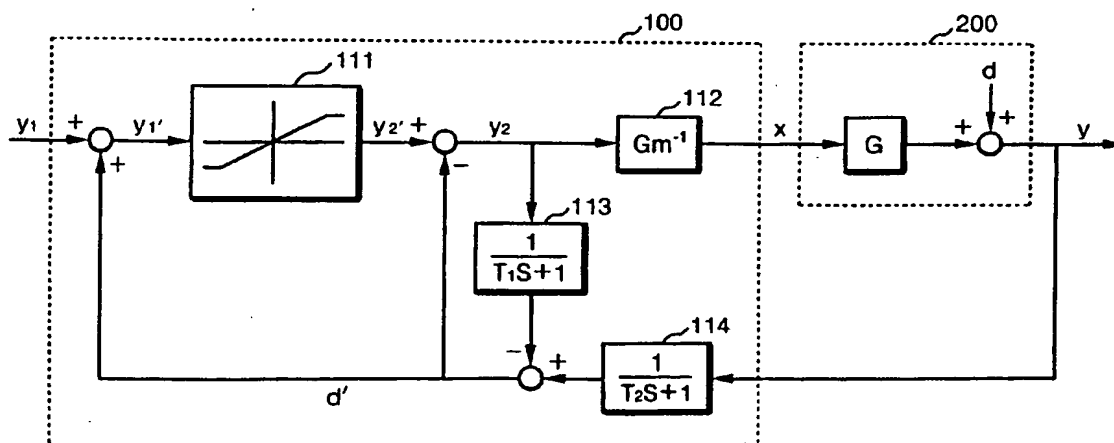 100
200
111
d
y₁ + y₁' y₂' + y₂ 112 x + + y
Gm⁻¹ G
+ −
113
1
T₁S+1
114
− +
1
T₂S+1
d'